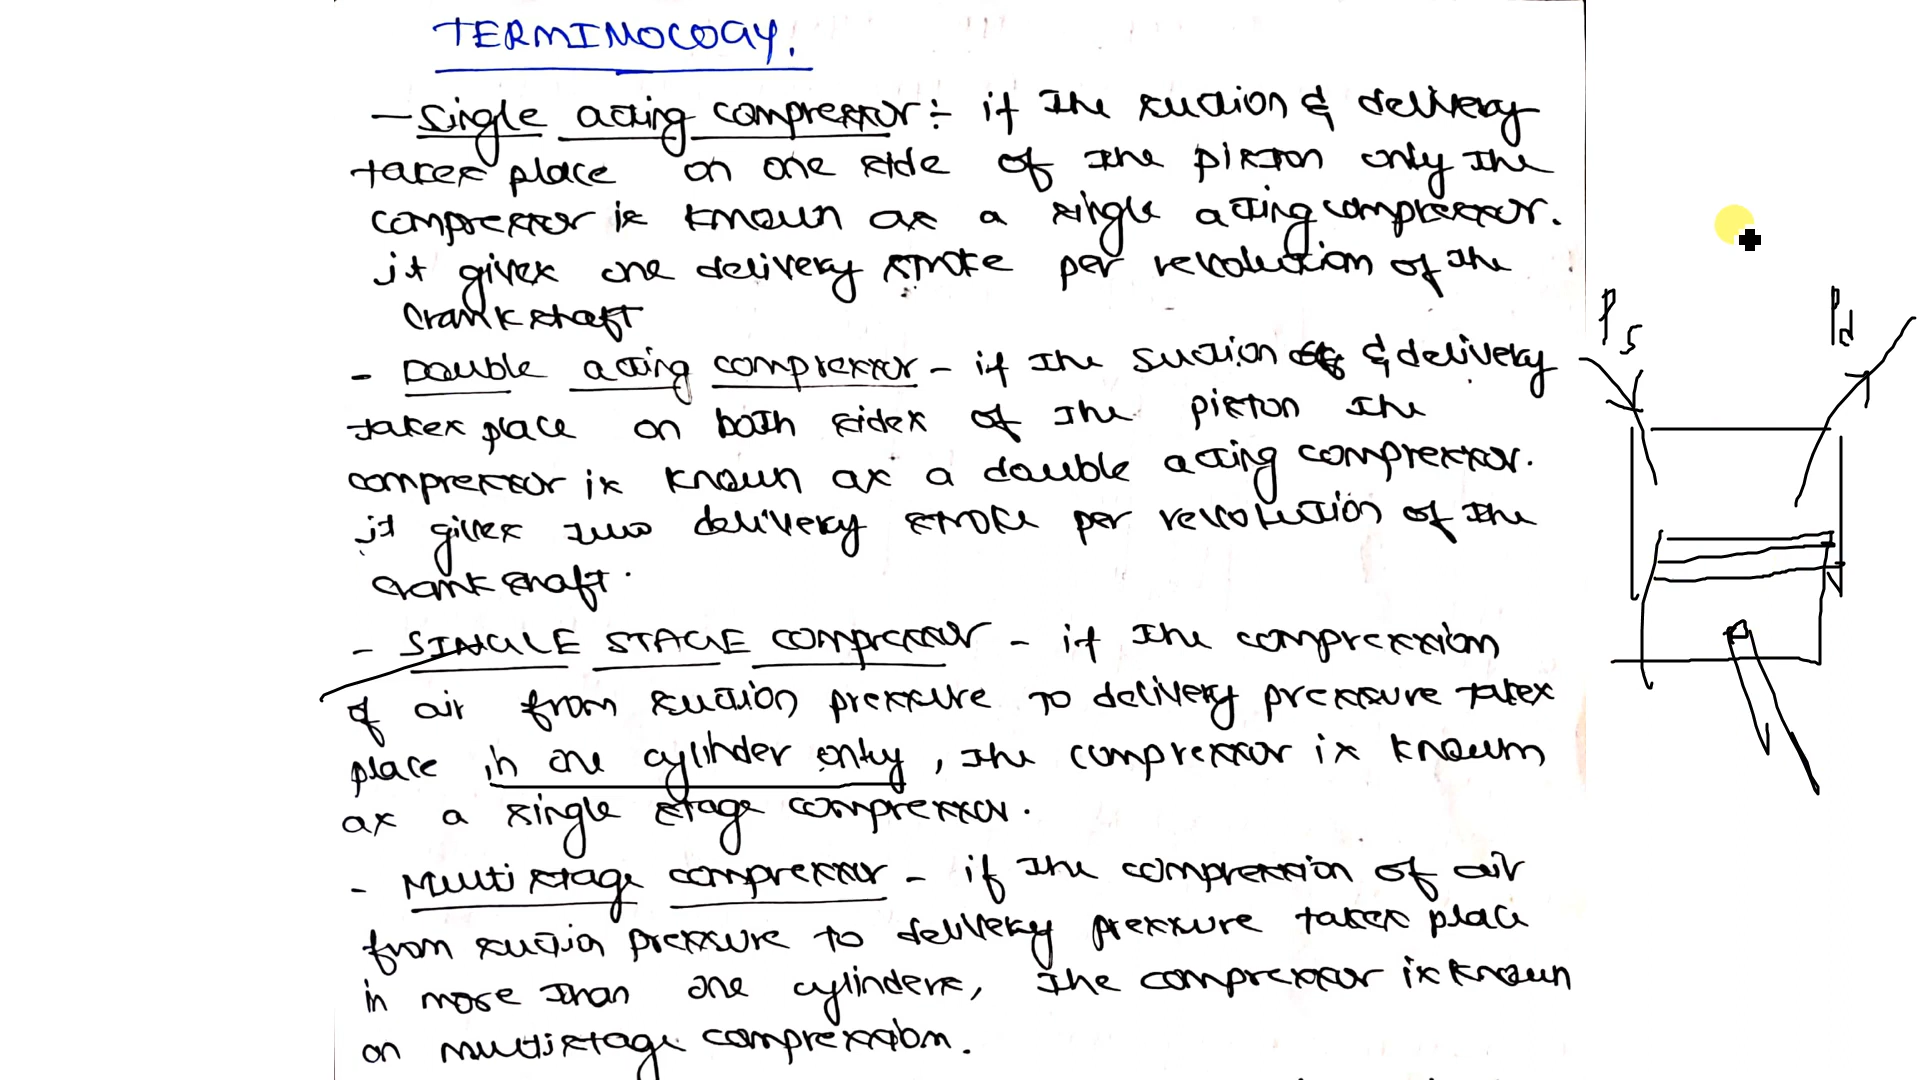 TERMINOLOGY.
- Single acting compressor :- if the suction & delivery
takes place on one side of the piston only the
compressor is known as a single acting compressor.
it gives one delivery stroke per revolution of the
crankshaft
- Double acting compressor - if the suction & delivery
takes place on both sides of the piston the
compressor is known as a double acting compressor.
it gives two delivery stroke per revolution of the
crank shaft.
- SINGLE STAGE compressor - if the compression
of air from suction pressure to delivery pressure takes
place in one cylinder only, the compressor is known
as a single stage compressor.
- Multi stage compressor - if the compression of air
from suction pressure to delivery pressure takes place
in more than one cylinders, the compressor is known
on multistage compression.
Ps
Pd